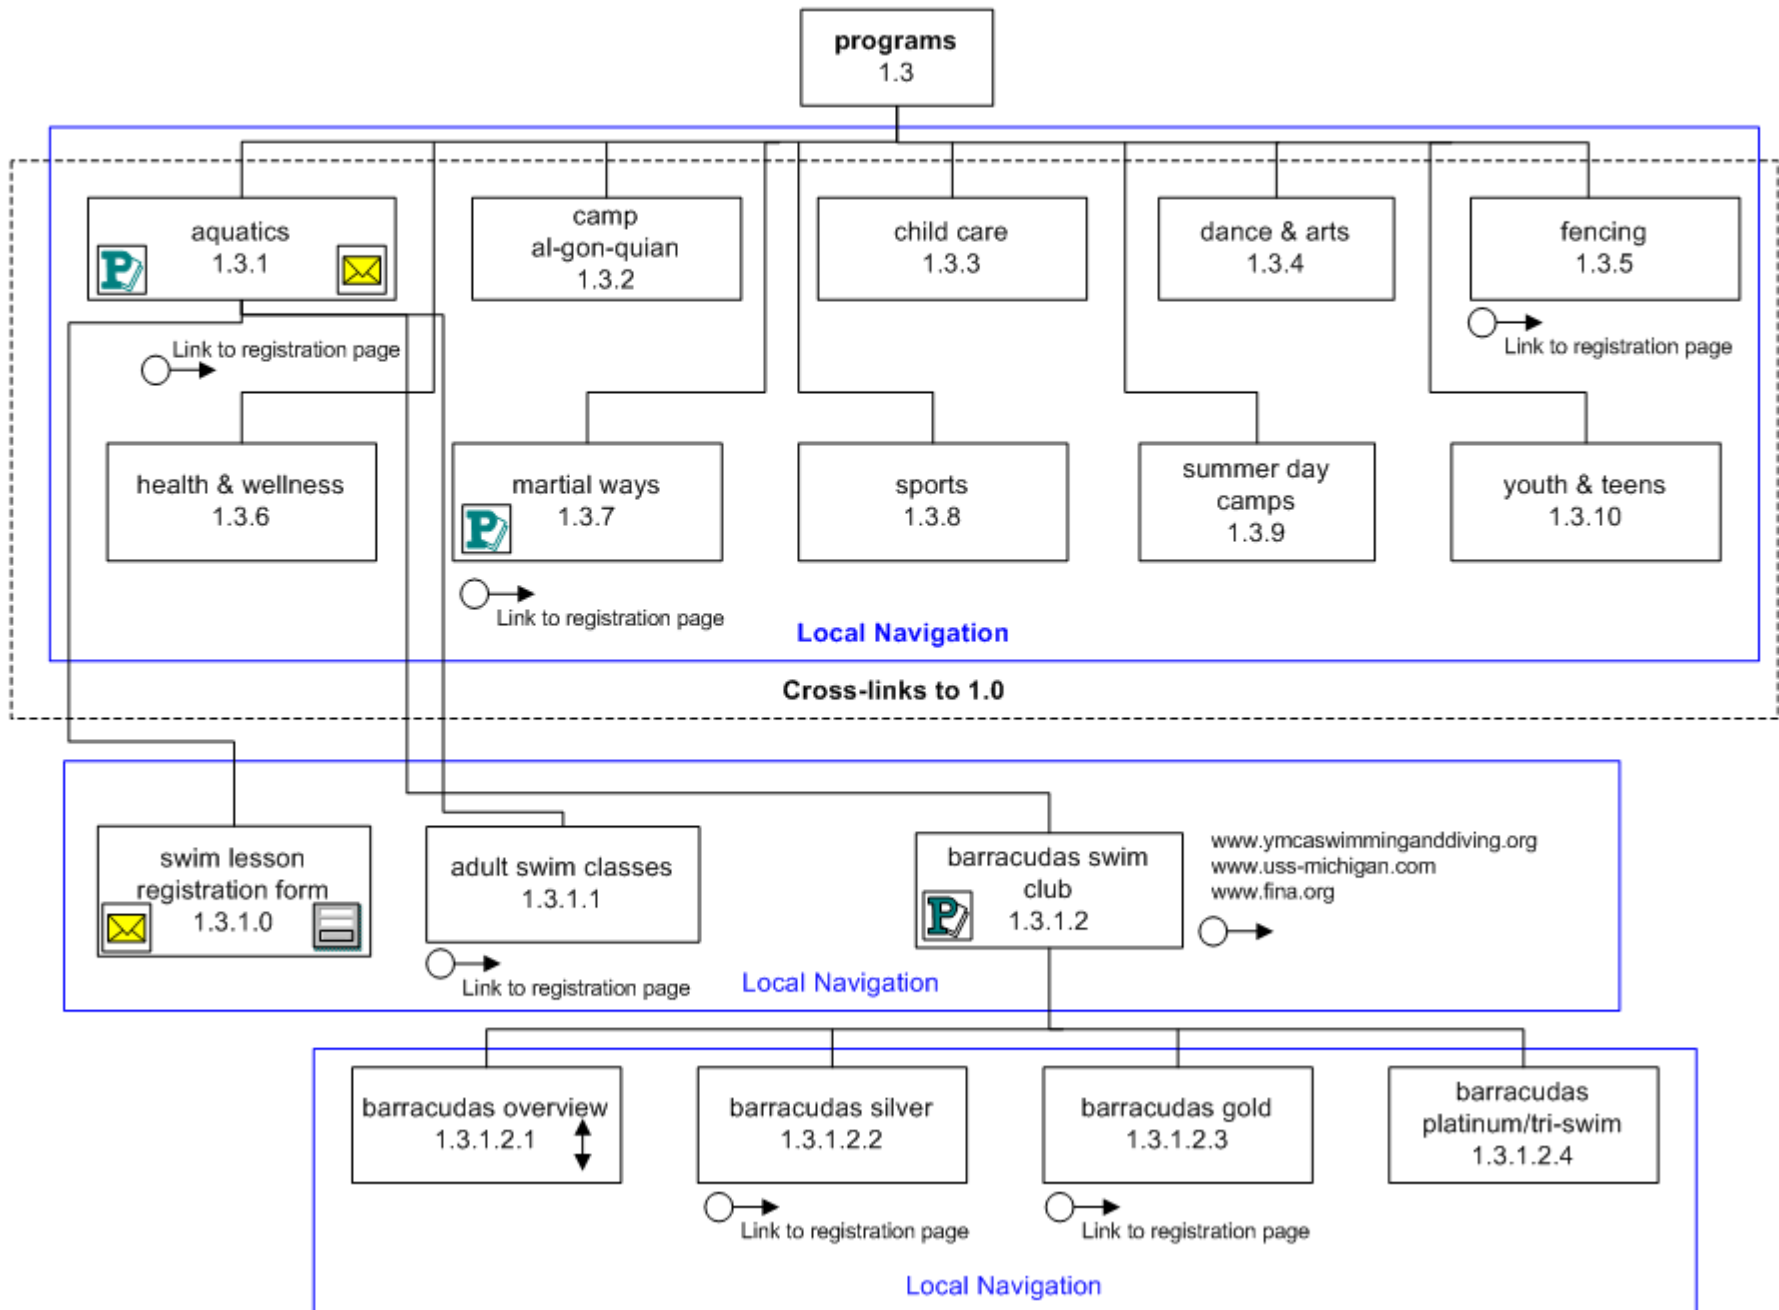 programs
1.3
aquatics
1.3.1
P
camp
al-gon-quian
1.3.2
child care
1.3.3
dance & arts
1.3.4
fencing
1.3.5
Link to registration page
Link to registration page
health & wellness
1.3.6
martial ways
1.3.7
P
sports
1.3.8
summer day
camps
1.3.9
youth & teens
1.3.10
Link to registration page
Local Navigation
Cross-links to 1.0
swim lesson
registration form
1.3.1.0
adult swim classes
1.3.1.1
barracudas swim
club
1.3.1.2
P
www.ymcaswimminganddiving.org
www.uss-michigan.com
www.fina.org
Link to registration page
Local Navigation
barracudas overview
1.3.1.2.1
barracudas silver
1.3.1.2.2
barracudas gold
1.3.1.2.3
barracudas
platinum/tri-swim
1.3.1.2.4
Link to registration page
Link to registration page
Local Navigation